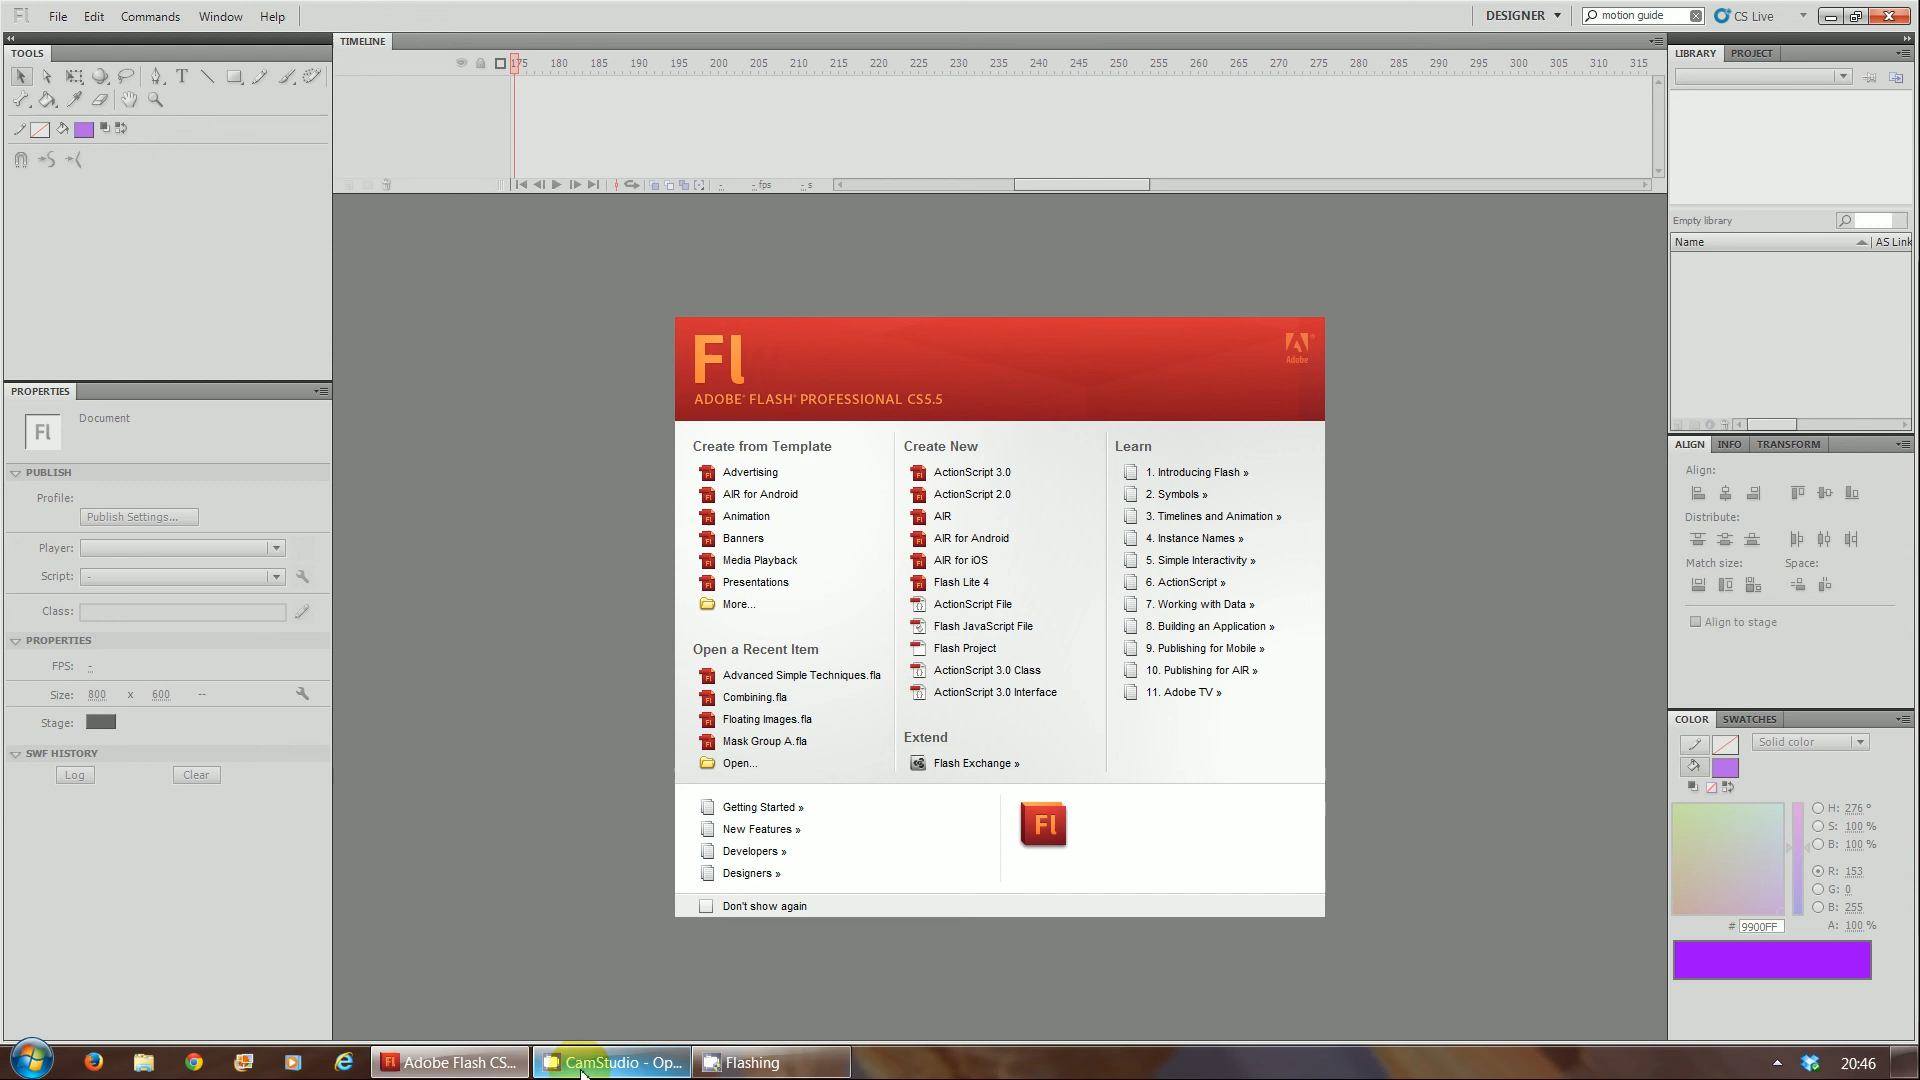 Fl File Edit Commands Window Help
DESIGNER motion guide CS Live
TOOLS
TIMELINE
175 180 185 190 195 200 205 210 215 220 225 230 235 240 245 250 255 260 265 270 275 280 285 290 295 300 305 310 315
- - fps - s
LIBRARY PROJECT
Empty library
Name AS Link
PROPERTIES
Fl Document
PUBLISH
Profile:
Publish Settings...
Player:
Script: -
Class:
PROPERTIES
FPS: -
Size: 800 x 600 --
Stage:
SWF HISTORY
Log Clear
Fl
Adobe
ADOBE® FLASH® PROFESSIONAL CS5.5
Create from Template
Advertising
AIR for Android
Animation
Banners
Media Playback
Presentations
More...
Open a Recent Item
Advanced Simple Techniques.fla
Combining.fla
Floating Images.fla
Mask Group A.fla
Open...
Create New
ActionScript 3.0
ActionScript 2.0
AIR
AIR for Android
AIR for iOS
Flash Lite 4
ActionScript File
Flash JavaScript File
Flash Project
ActionScript 3.0 Class
ActionScript 3.0 Interface
Extend
Flash Exchange »
Learn
1. Introducing Flash »
2. Symbols »
3. Timelines and Animation »
4. Instance Names »
5. Simple Interactivity »
6. ActionScript »
7. Working with Data »
8. Building an Application »
9. Publishing for Mobile »
10. Publishing for AIR »
11. Adobe TV »
Getting Started »
New Features »
Developers »
Designers »
Fl
Don't show again
ALIGN INFO TRANSFORM
Align:
Distribute:
Match size: Space:
Align to stage
COLOR SWATCHES
Solid color
H: 276 °
S: 100 %
B: 100 %
R: 153
G: 0
B: 255
# 9900FF A: 100 %
Adobe Flash CS... CamStudio - Op... Flashing 20:46